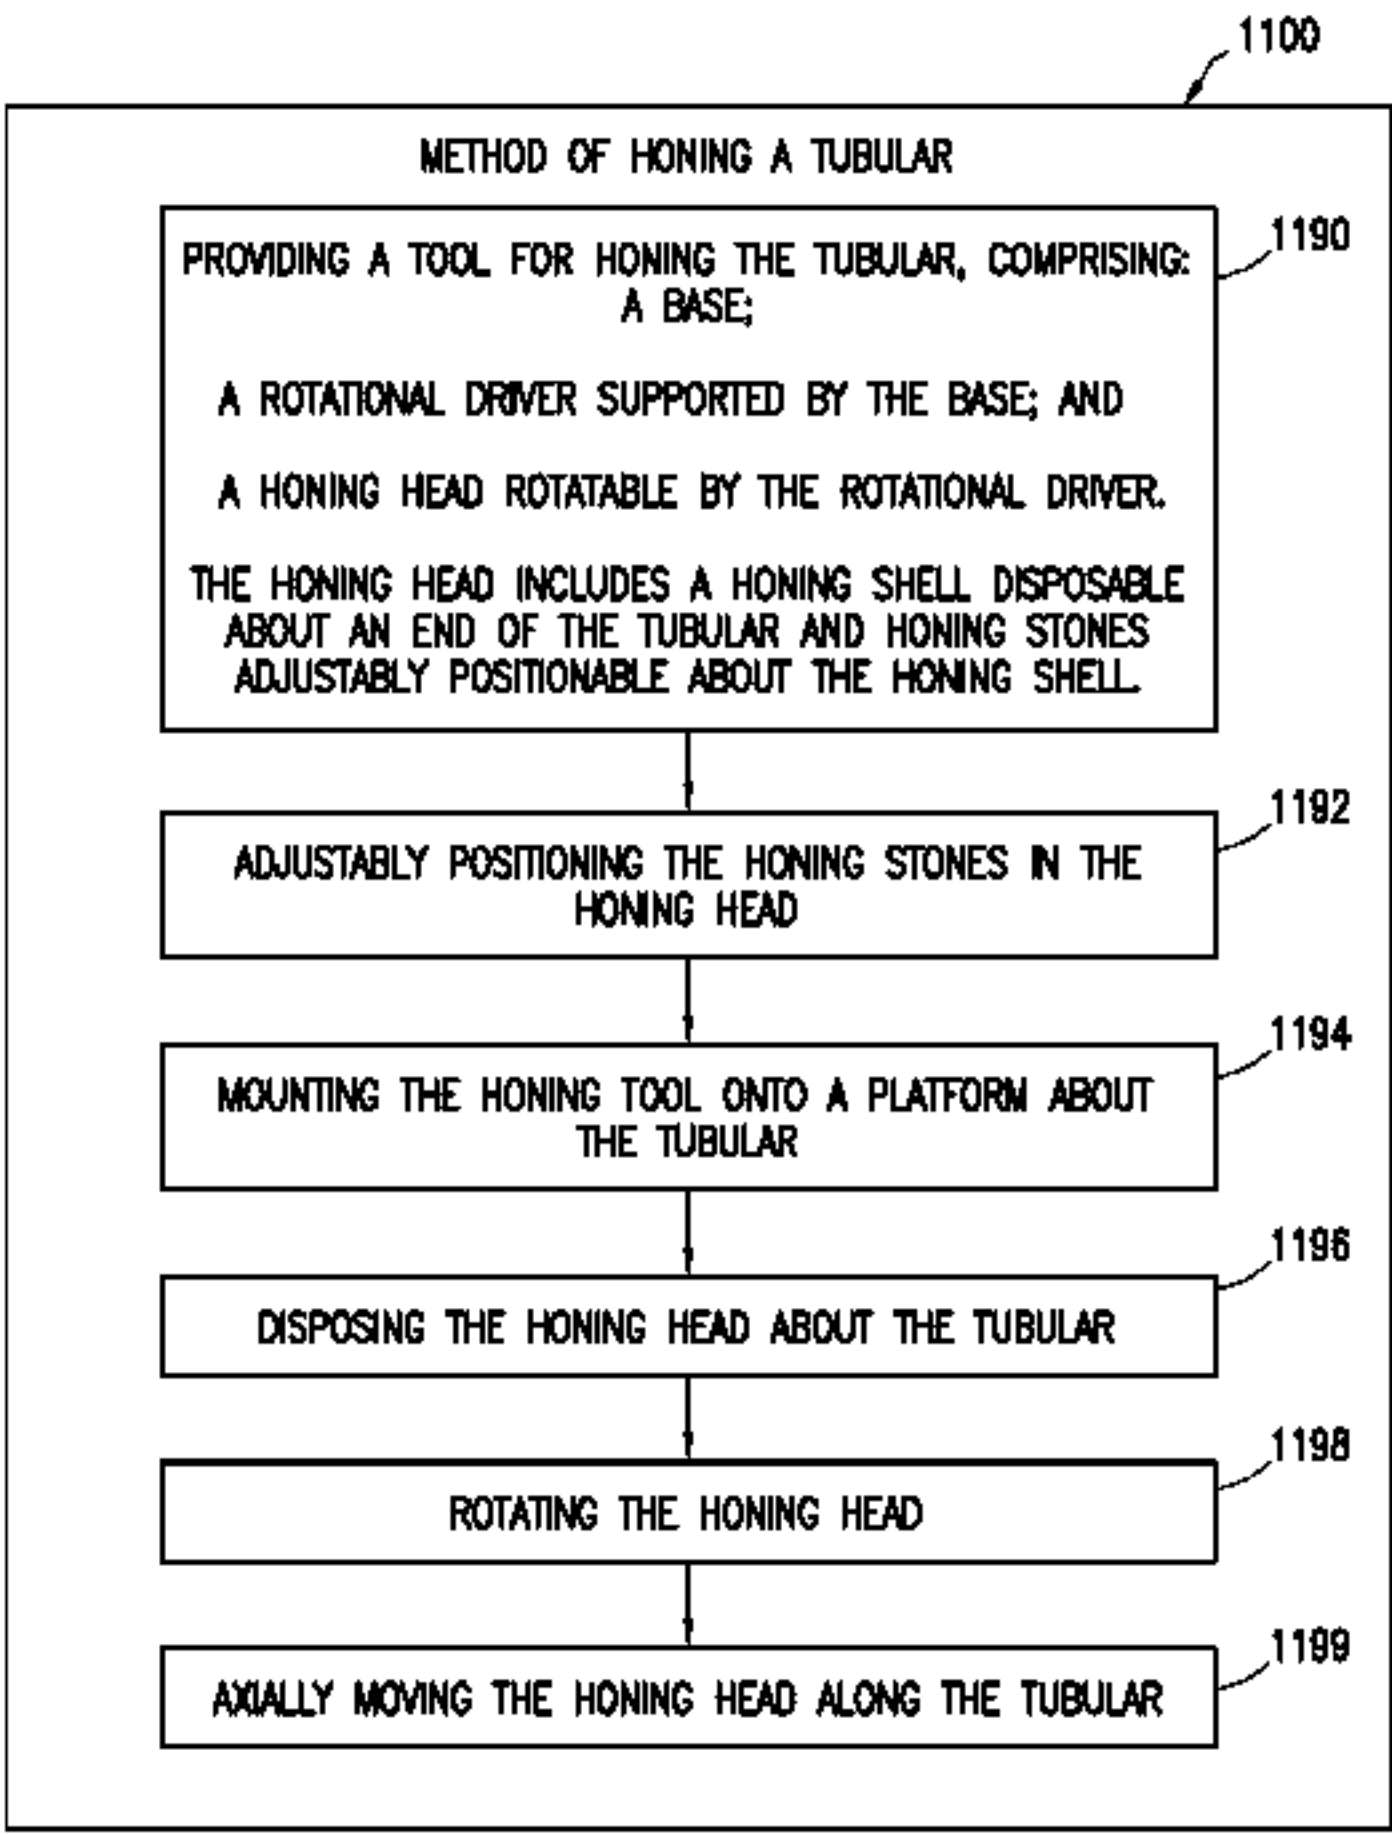 1100
METHOD OF HONING A TUBULAR
1190
PROVIDING A TOOL FOR HONING THE TUBULAR, COMPRISING:
A BASE;
A ROTATIONAL DRIVER SUPPORTED BY THE BASE; AND
A HONING HEAD ROTATABLE BY THE ROTATIONAL DRIVER.
THE HONING HEAD INCLUDES A HONING SHELL DISPOSABLE
ABOUT AN END OF THE TUBULAR AND HONING STONES
ADJUSTABLY POSITIONABLE ABOUT THE HONING SHELL.
1192
ADJUSTABLY POSITIONING THE HONING STONES IN THE
HONING HEAD
1194
MOUNTING THE HONING TOOL ONTO A PLATFORM ABOUT
THE TUBULAR
1196
DISPOSING THE HONING HEAD ABOUT THE TUBULAR
1198
ROTATING THE HONING HEAD
1199
AXIALLY MOVING THE HONING HEAD ALONG THE TUBULAR